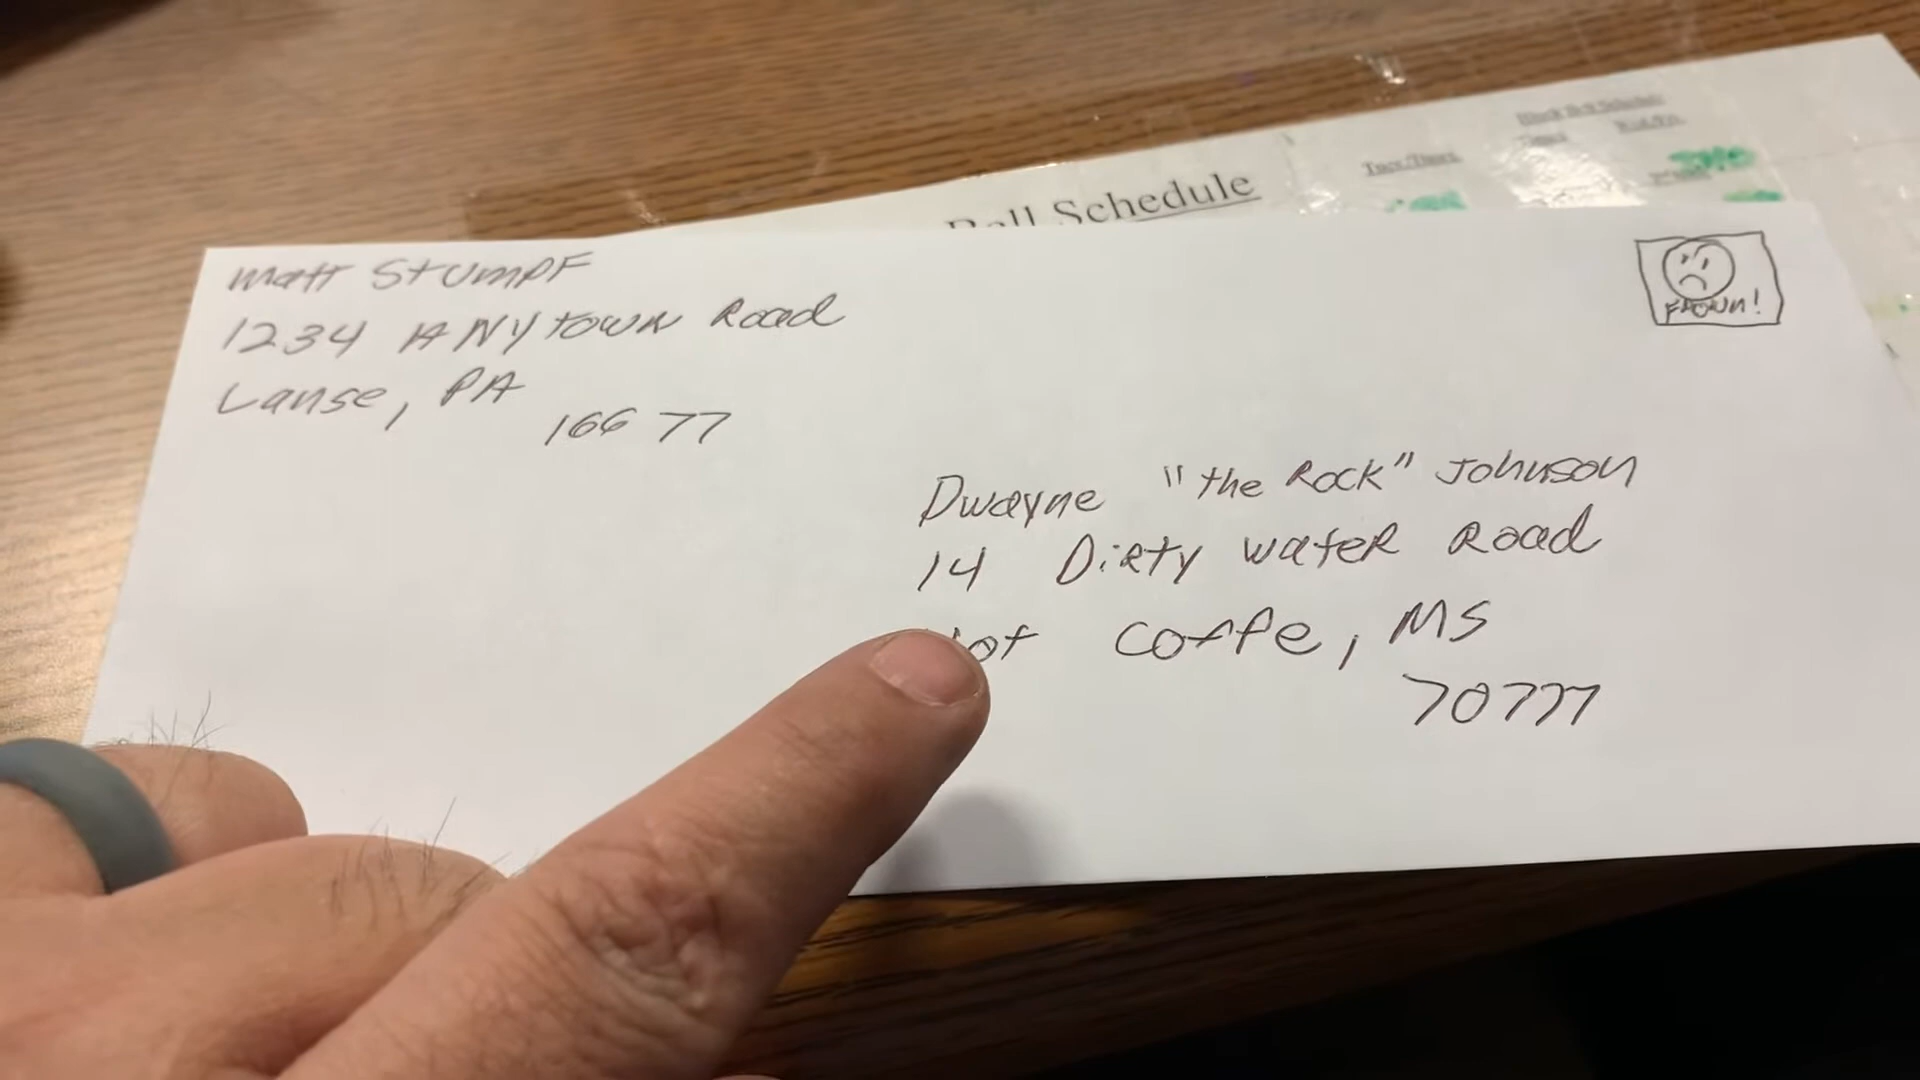 Bell Schedule
Matt Stumpf
1234 Anytown Road
Lanse, PA
16677
FROWN!
Dwayne "the Rock" Johnson
14 Dirty Water Road
Coffe, MS
70777